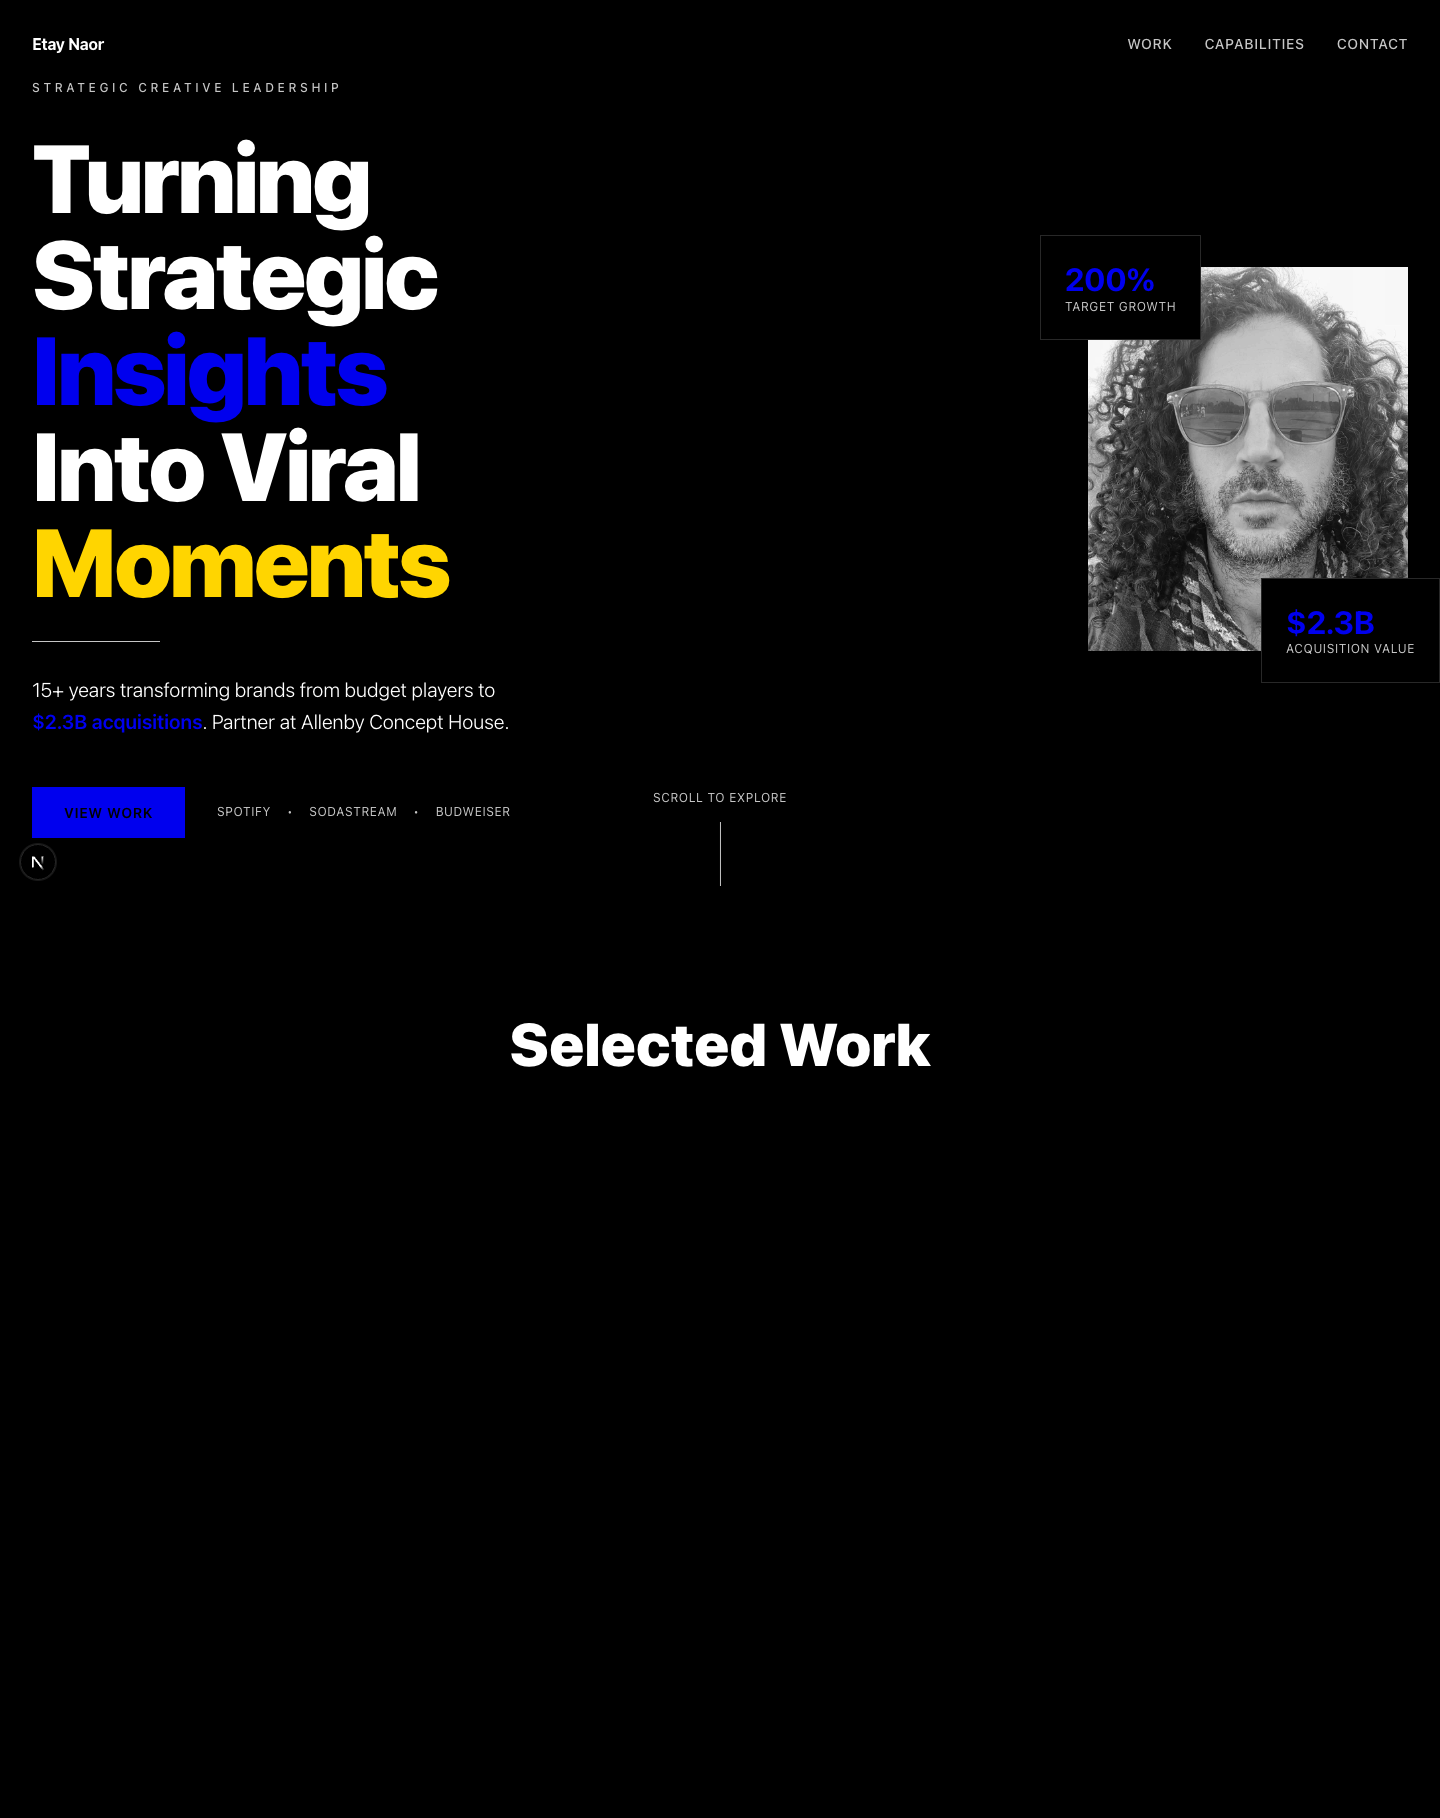 Etay Naor
WORK
CAPABILITIES
CONTACT
STRATEGIC CREATIVE LEADERSHIP
Turning
Strategic
Insights
Into Viral
Moments
200%
TARGET GROWTH
$2.3B
ACQUISITION VALUE
15+ years transforming brands from budget players to
$2.3B acquisitions. Partner at Allenby Concept House.
VIEW WORK
SPOTIFY • SODASTREAM • BUDWEISER
SCROLL TO EXPLORE
N
Selected Work